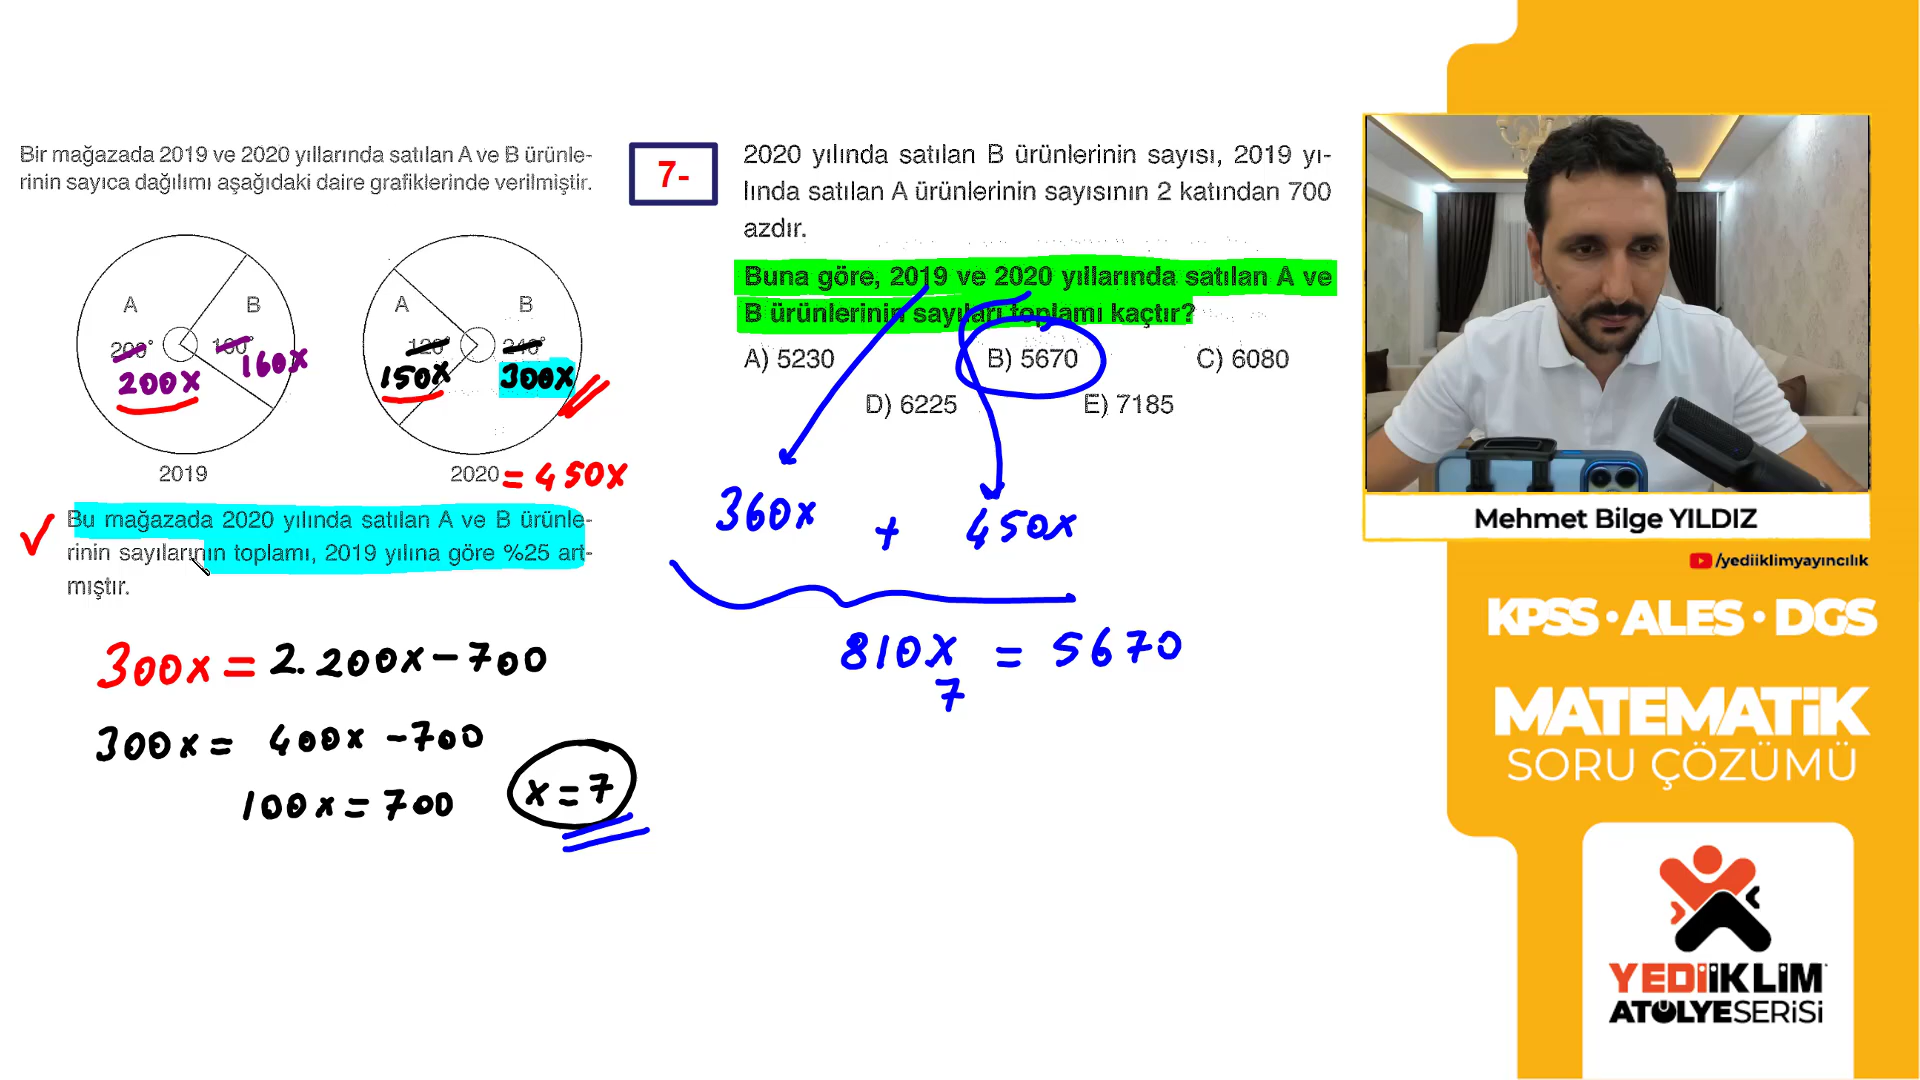 Bir mağazada 2019 ve 2020 yıllarında satılan A ve B ürünle-
rinin sayıca dağılımı aşağıdaki daire grafiklerinde verilmiştir.
A
B
200°
160°
200x
160x
2019
A
B
120°
240°
150x
300x
2020 = 450x
Bu mağazada 2020 yılında satılan A ve B ürünle-
rinin sayılarının toplamı, 2019 yılına göre %25 art-
mıştır.
300x = 2.200x - 700
300x = 400x - 700
100x = 700
x = 7
7-
2020 yılında satılan B ürünlerinin sayısı, 2019 yı-
lında satılan A ürünlerinin sayısının 2 katından 700
azdır.
Buna göre, 2019 ve 2020 yıllarında satılan A ve
B ürünlerinin sayıları toplamı kaçtır?
A) 5230
B) 5670
C) 6080
D) 6225
E) 7185
360x + 450x
810x = 5670
7
Mehmet Bilge YILDIZ
/yediiklimyayıncılık
KPSS • ALES • DGS
MATEMATiK
SORU ÇÖZÜMÜ
YEDiiKLiM
ATÖLYESERiSi